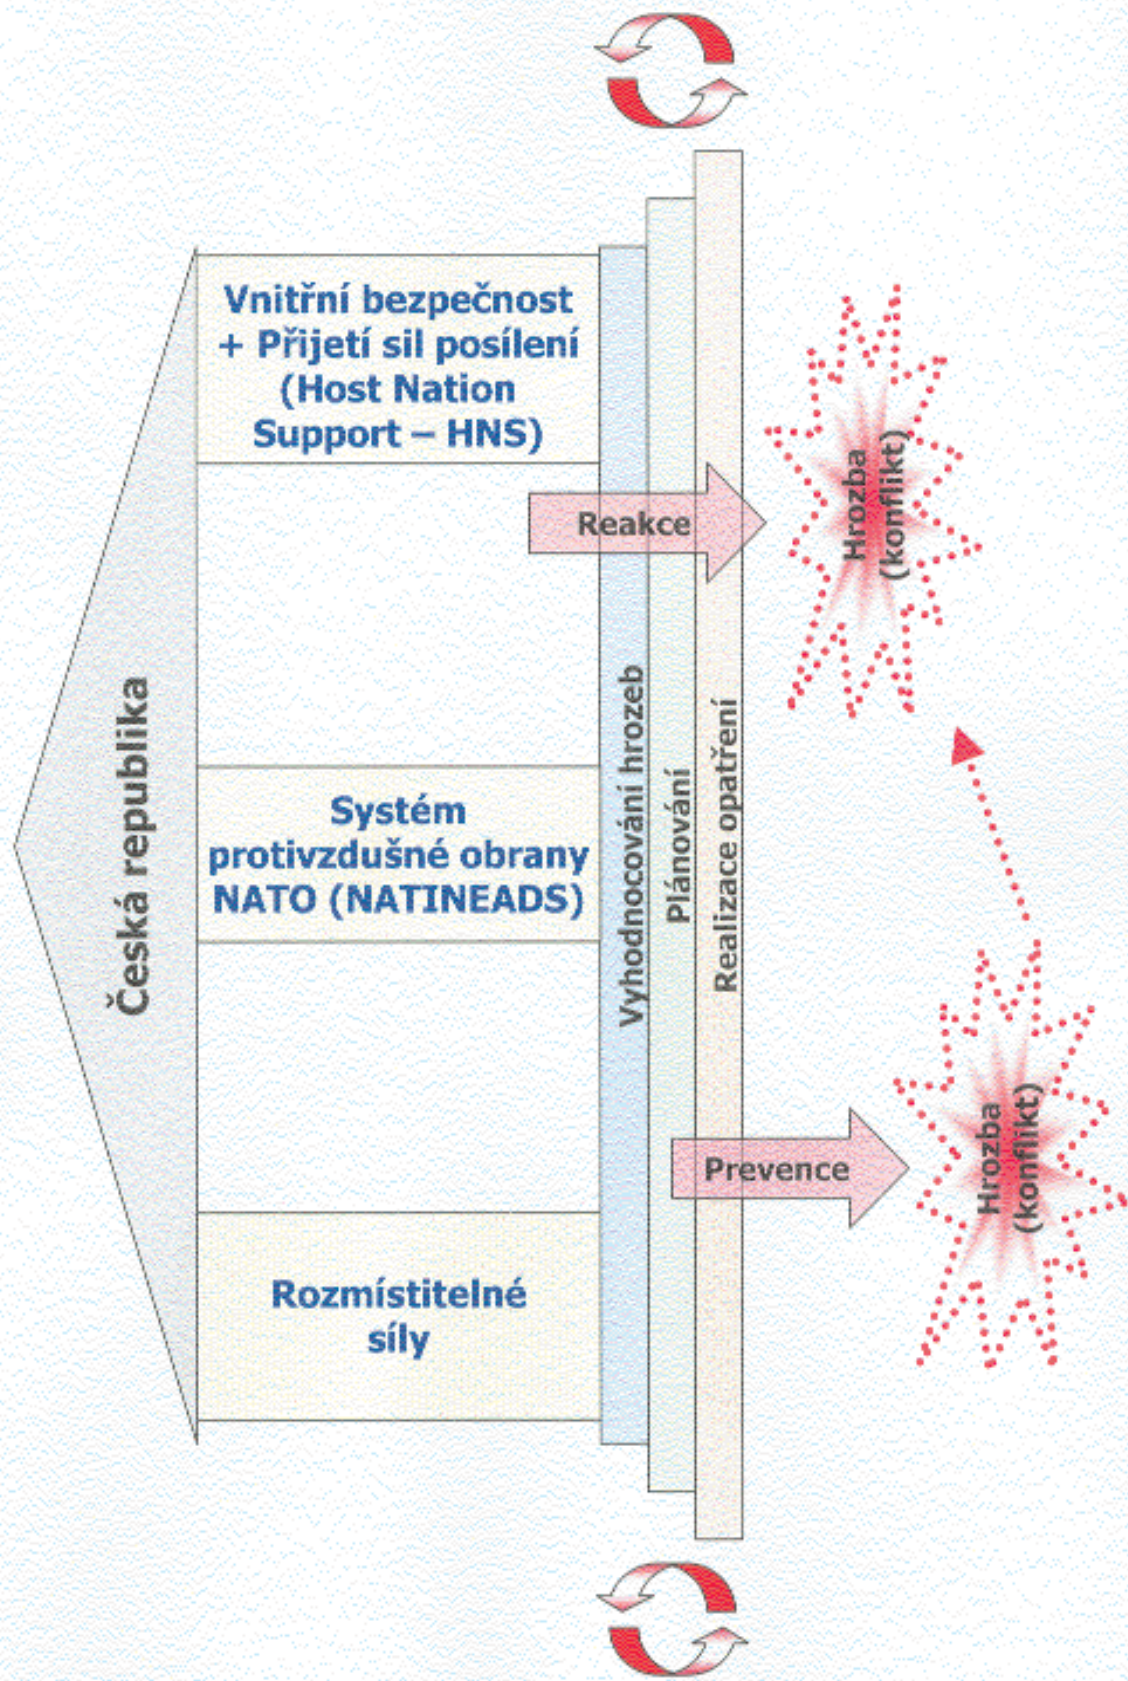 Česká republika
Vnitřní bezpečnost
+ Přijetí sil posílení
(Host Nation
Support – HNS)
Systém
protivzdušné obrany
NATO (NATINEADS)
Rozmístitelné
síly
Vyhodnocování hrozeb
Plánování
Realizace opatření
Reakce
Prevence
Hrozba
(konflikt)
Hrozba
(konflikt)